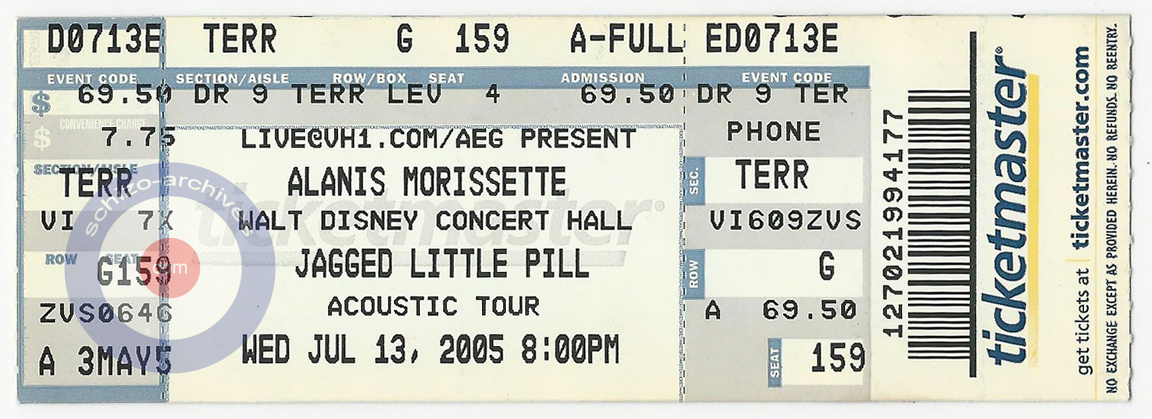 D0713E TERR G 159 A-FULL ED0713E
EVENT CODE SECTION/AISLE ROW/BOX SEAT ADMISSION EVENT CODE
$ 69.50 DR 9 TERR LEV 4 69.50 DR 9 TER
$ CONVENIENCE CHARGE
7.75 LIVE@VH1.COM/AEG PRESENT PHONE
SECTION/AISLE
TERR ALANIS MORISSETTE SEC. TERR
VI 7X WALT DISNEY CONCERT HALL VI609ZVS
ROW SEAT
G159 JAGGED LITTLE PILL ROW G
ZVS0646 ACOUSTIC TOUR A 69.50
A 3MAY5 WED JUL 13, 2005 8:00PM SEAT 159
ticketmaster®
schizo-archive
127021994177
ticketmaster®
get tickets at | ticketmaster.com
NO EXCHANGE EXCEPT AS PROVIDED HEREIN. NO REFUNDS. NO REENTRY.